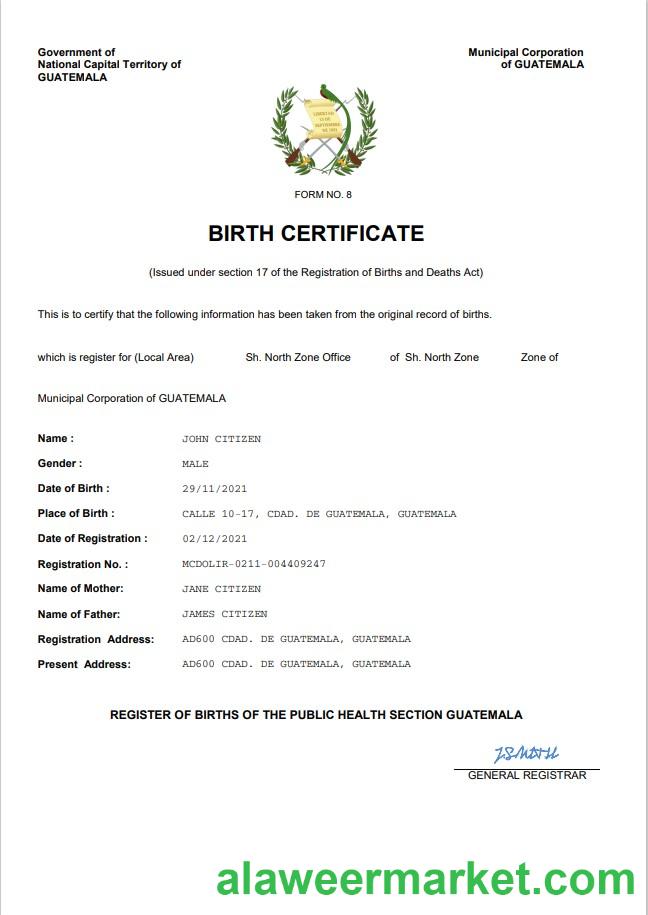 Government of
National Capital Territory of
GUATEMALA
Municipal Corporation
of GUATEMALA
LIBERTAD
15 DE
SEPTIEMBRE
DE 1821
FORM NO. 8
BIRTH CERTIFICATE
(Issued under section 17 of the Registration of Births and Deaths Act)
This is to certify that the following information has been taken from the original record of births.
which is register for (Local Area) Sh. North Zone Office of Sh. North Zone Zone of
Municipal Corporation of GUATEMALA
Name : JOHN CITIZEN
Gender : MALE
Date of Birth : 29/11/2021
Place of Birth : CALLE 10-17, CDAD. DE GUATEMALA, GUATEMALA
Date of Registration : 02/12/2021
Registration No. : MCDOLIR-0211-004409247
Name of Mother: JANE CITIZEN
Name of Father: JAMES CITIZEN
Registration Address: AD600 CDAD. DE GUATEMALA, GUATEMALA
Present Address: AD600 CDAD. DE GUATEMALA, GUATEMALA
REGISTER OF BIRTHS OF THE PUBLIC HEALTH SECTION GUATEMALA
GENERAL REGISTRAR
alaweermarket.com